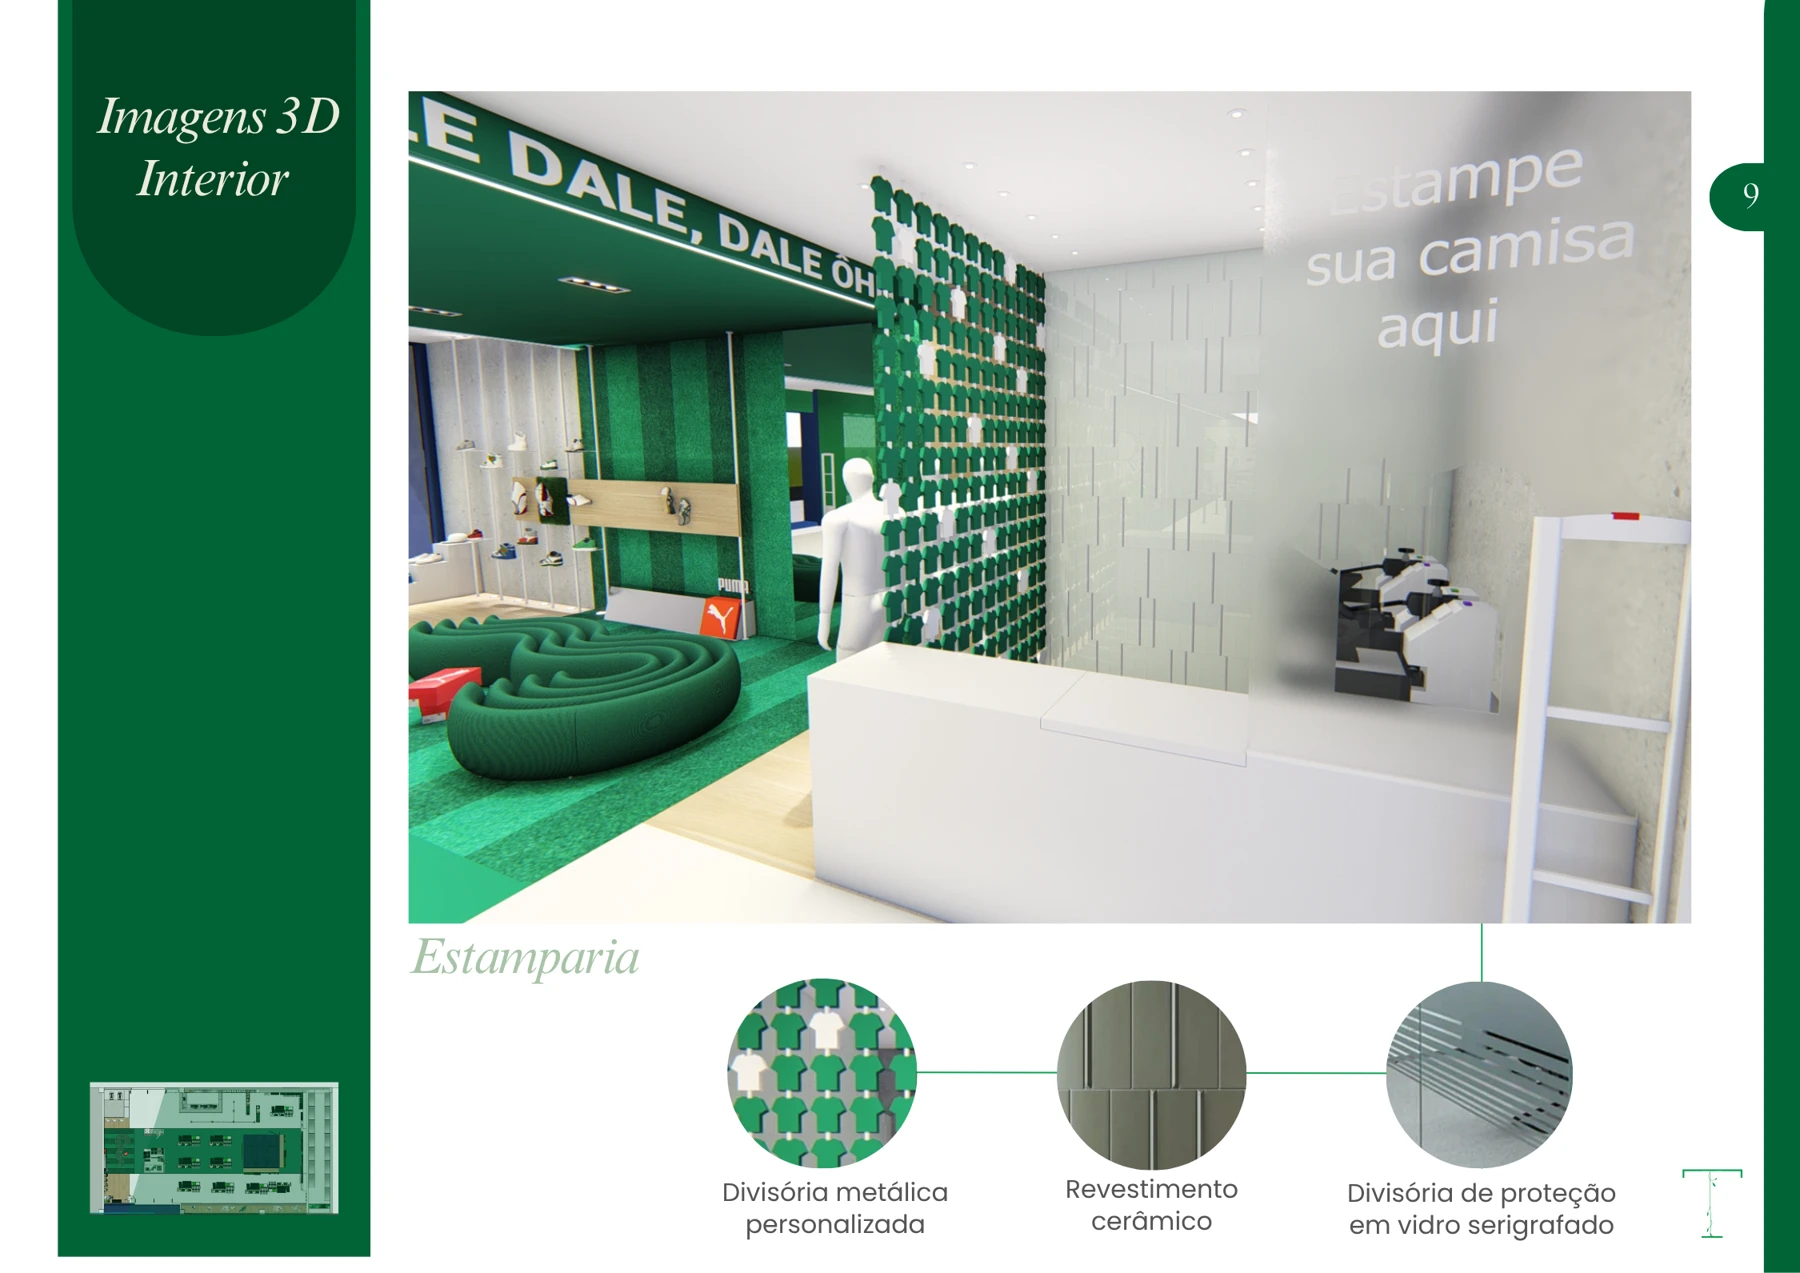 Imagens 3D
Interior
LE DALE, DALE ÔH
Estampe
sua camisa
aqui
9
PUMA
Estamparia
Divisória metálica
personalizada
Revestimento
cerâmico
Divisória de proteção
em vidro serigrafado
T